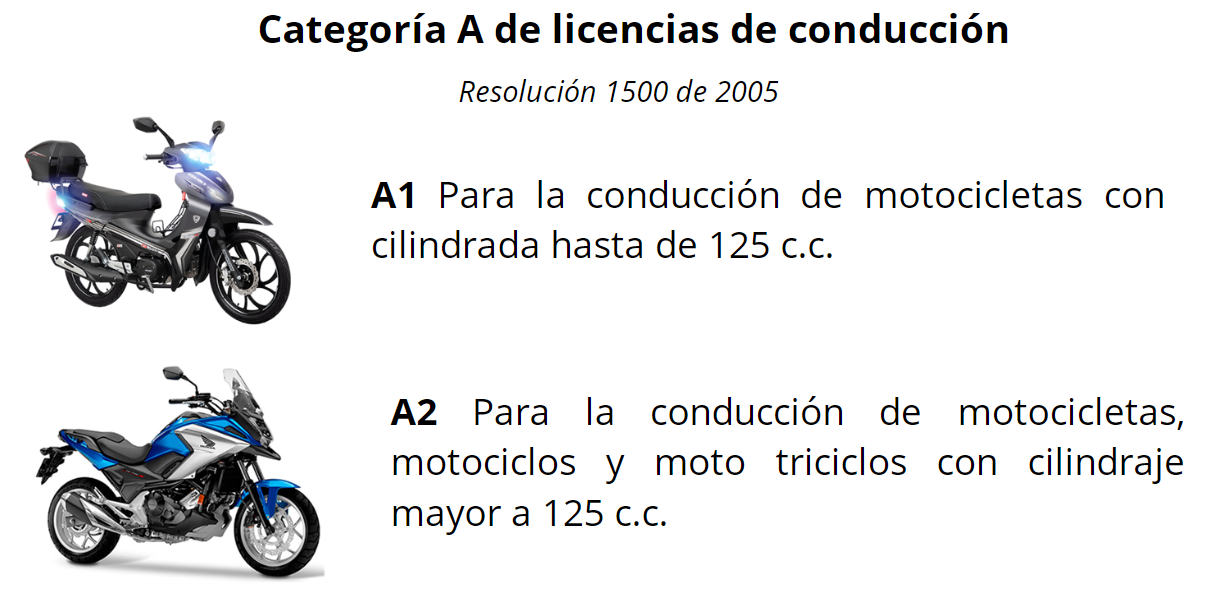 Categoría A de licencias de conducción
Resolución 1500 de 2005
A1 Para la conducción de motocicletas con
cilindrada hasta de 125 c.c.
A2 Para la conducción de motocicletas,
motociclos y moto triciclos con cilindraje
mayor a 125 c.c.